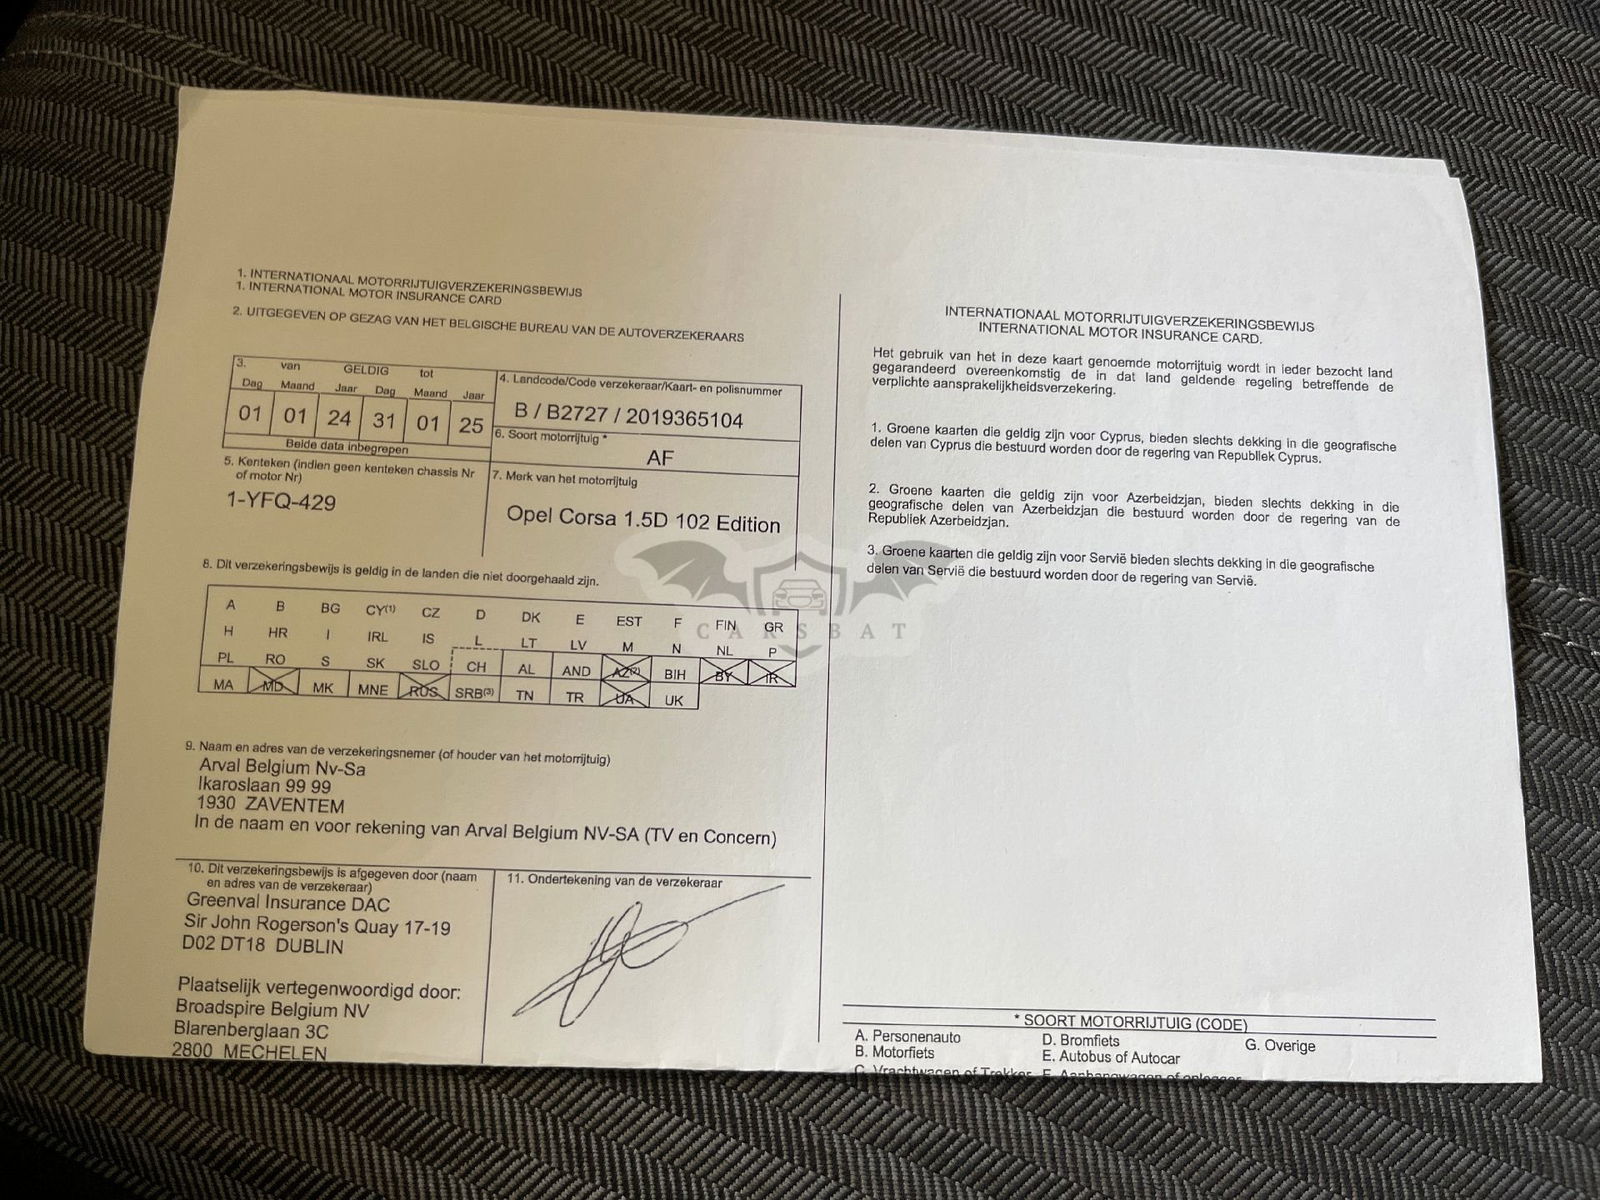 1. INTERNATIONAAL MOTORRIJTUIGVERZEKERINGSBEWIJS
1. INTERNATIONAL MOTOR INSURANCE CARD
2. UITGEGEVEN OP GEZAG VAN HET BELGISCHE BUREAU VAN DE AUTOVERZEKERAARS
3. van GELDIG tot
Dag Maand Jaar Dag Maand Jaar
01 01 24 31 01 25
Beide data inbegrepen
4. Landcode/Code verzekeraar/Kaart- en polisnummer
B / B2727 / 2019365104
6. Soort motorrijtuig *
AF
5. Kenteken (indien geen kenteken chassis Nr
of motor Nr)
1-YFQ-429
7. Merk van het motorrijtuig
Opel Corsa 1.5D 102 Edition
8. Dit verzekeringsbewijs is geldig in de landen die niet doorgehaald zijn.
A B BG CY(1) CZ D DK E EST F FIN GR
H HR I IRL IS L LT LV M N NL P
PL RO S SK SLO CH AL AND AZ(2) BIH BY IR
MA MD MK MNE RUS SRB(3) TN TR UA UK
9. Naam en adres van de verzekeringsnemer (of houder van het motorrijtuig)
Arval Belgium Nv-Sa
Ikaroslaan 99 99
1930 ZAVENTEM
In de naam en voor rekening van Arval Belgium NV-SA (TV en Concern)
10. Dit verzekeringsbewijs is afgegeven door (naam
en adres van de verzekeraar)
Greenval Insurance DAC
Sir John Rogerson's Quay 17-19
D02 DT18 DUBLIN
Plaatselijk vertegenwoordigd door:
Broadspire Belgium NV
Blarenberglaan 3C
2800 MECHELEN
11. Ondertekening van de verzekeraar
INTERNATIONAAL MOTORRIJTUIGVERZEKERINGSBEWIJS
INTERNATIONAL MOTOR INSURANCE CARD.
Het gebruik van het in deze kaart genoemde motorrijtuig wordt in ieder bezocht land
gegarandeerd overeenkomstig de in dat land geldende regeling betreffende de
verplichte aansprakelijkheidsverzekering.
1. Groene kaarten die geldig zijn voor Cyprus, bieden slechts dekking in die geografische
delen van Cyprus die bestuurd worden door de regering van Republiek Cyprus.
2. Groene kaarten die geldig zijn voor Azerbeidzjan, bieden slechts dekking in die
geografische delen van Azerbeidzjan die bestuurd worden door de regering van de
Republiek Azerbeidzjan.
3. Groene kaarten die geldig zijn voor Servië bieden slechts dekking in die geografische
delen van Servië die bestuurd worden door de regering van Servië.
* SOORT MOTORRIJTUIG (CODE)
A. Personenauto D. Bromfiets G. Overige
B. Motorfiets E. Autobus of Autocar
C. Vrachtwagen of Trekker F. Aanhangwagen of oplegger
CARSBAT